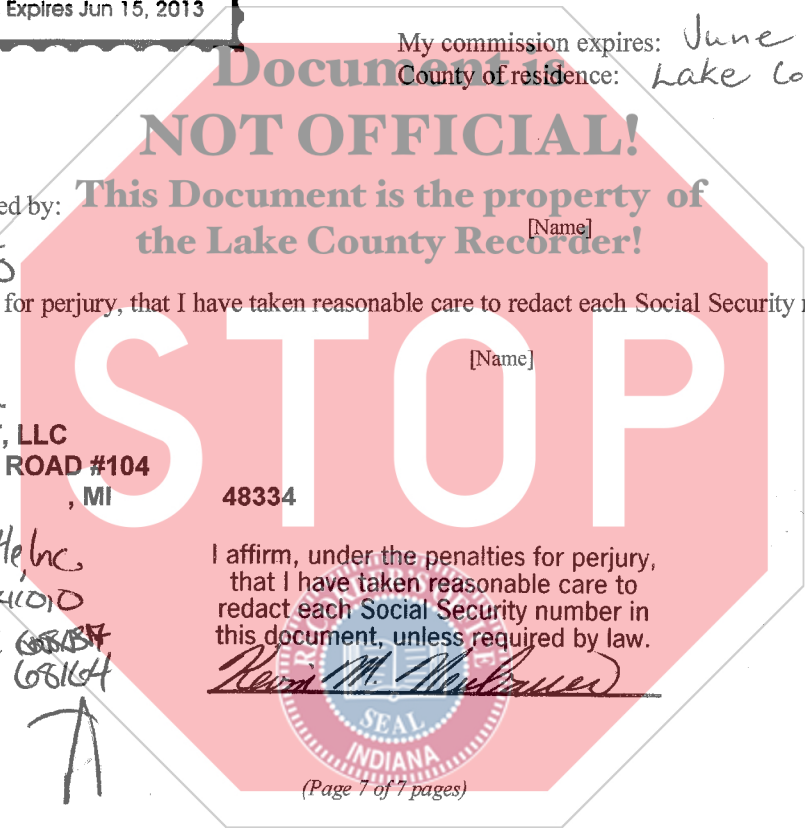 Expires Jun 15, 2013
My commission expires: June
County of residence: Lake Co
Document is
NOT OFFICIAL!
This Document is the property of
the Lake County Recorder!
ed by:
[Name]
for perjury, that I have taken reasonable care to redact each Social Security
[Name]
STOP
, LLC
ROAD #104
, MI 48334
Inc
I affirm, under the penalties for perjury,
that I have taken reasonable care to
redact each Social Security number in
this document, unless required by law.
68164
Kevin M.
RECORDER'S
SEAL
INDIANA
(Page 7 of 7 pages)